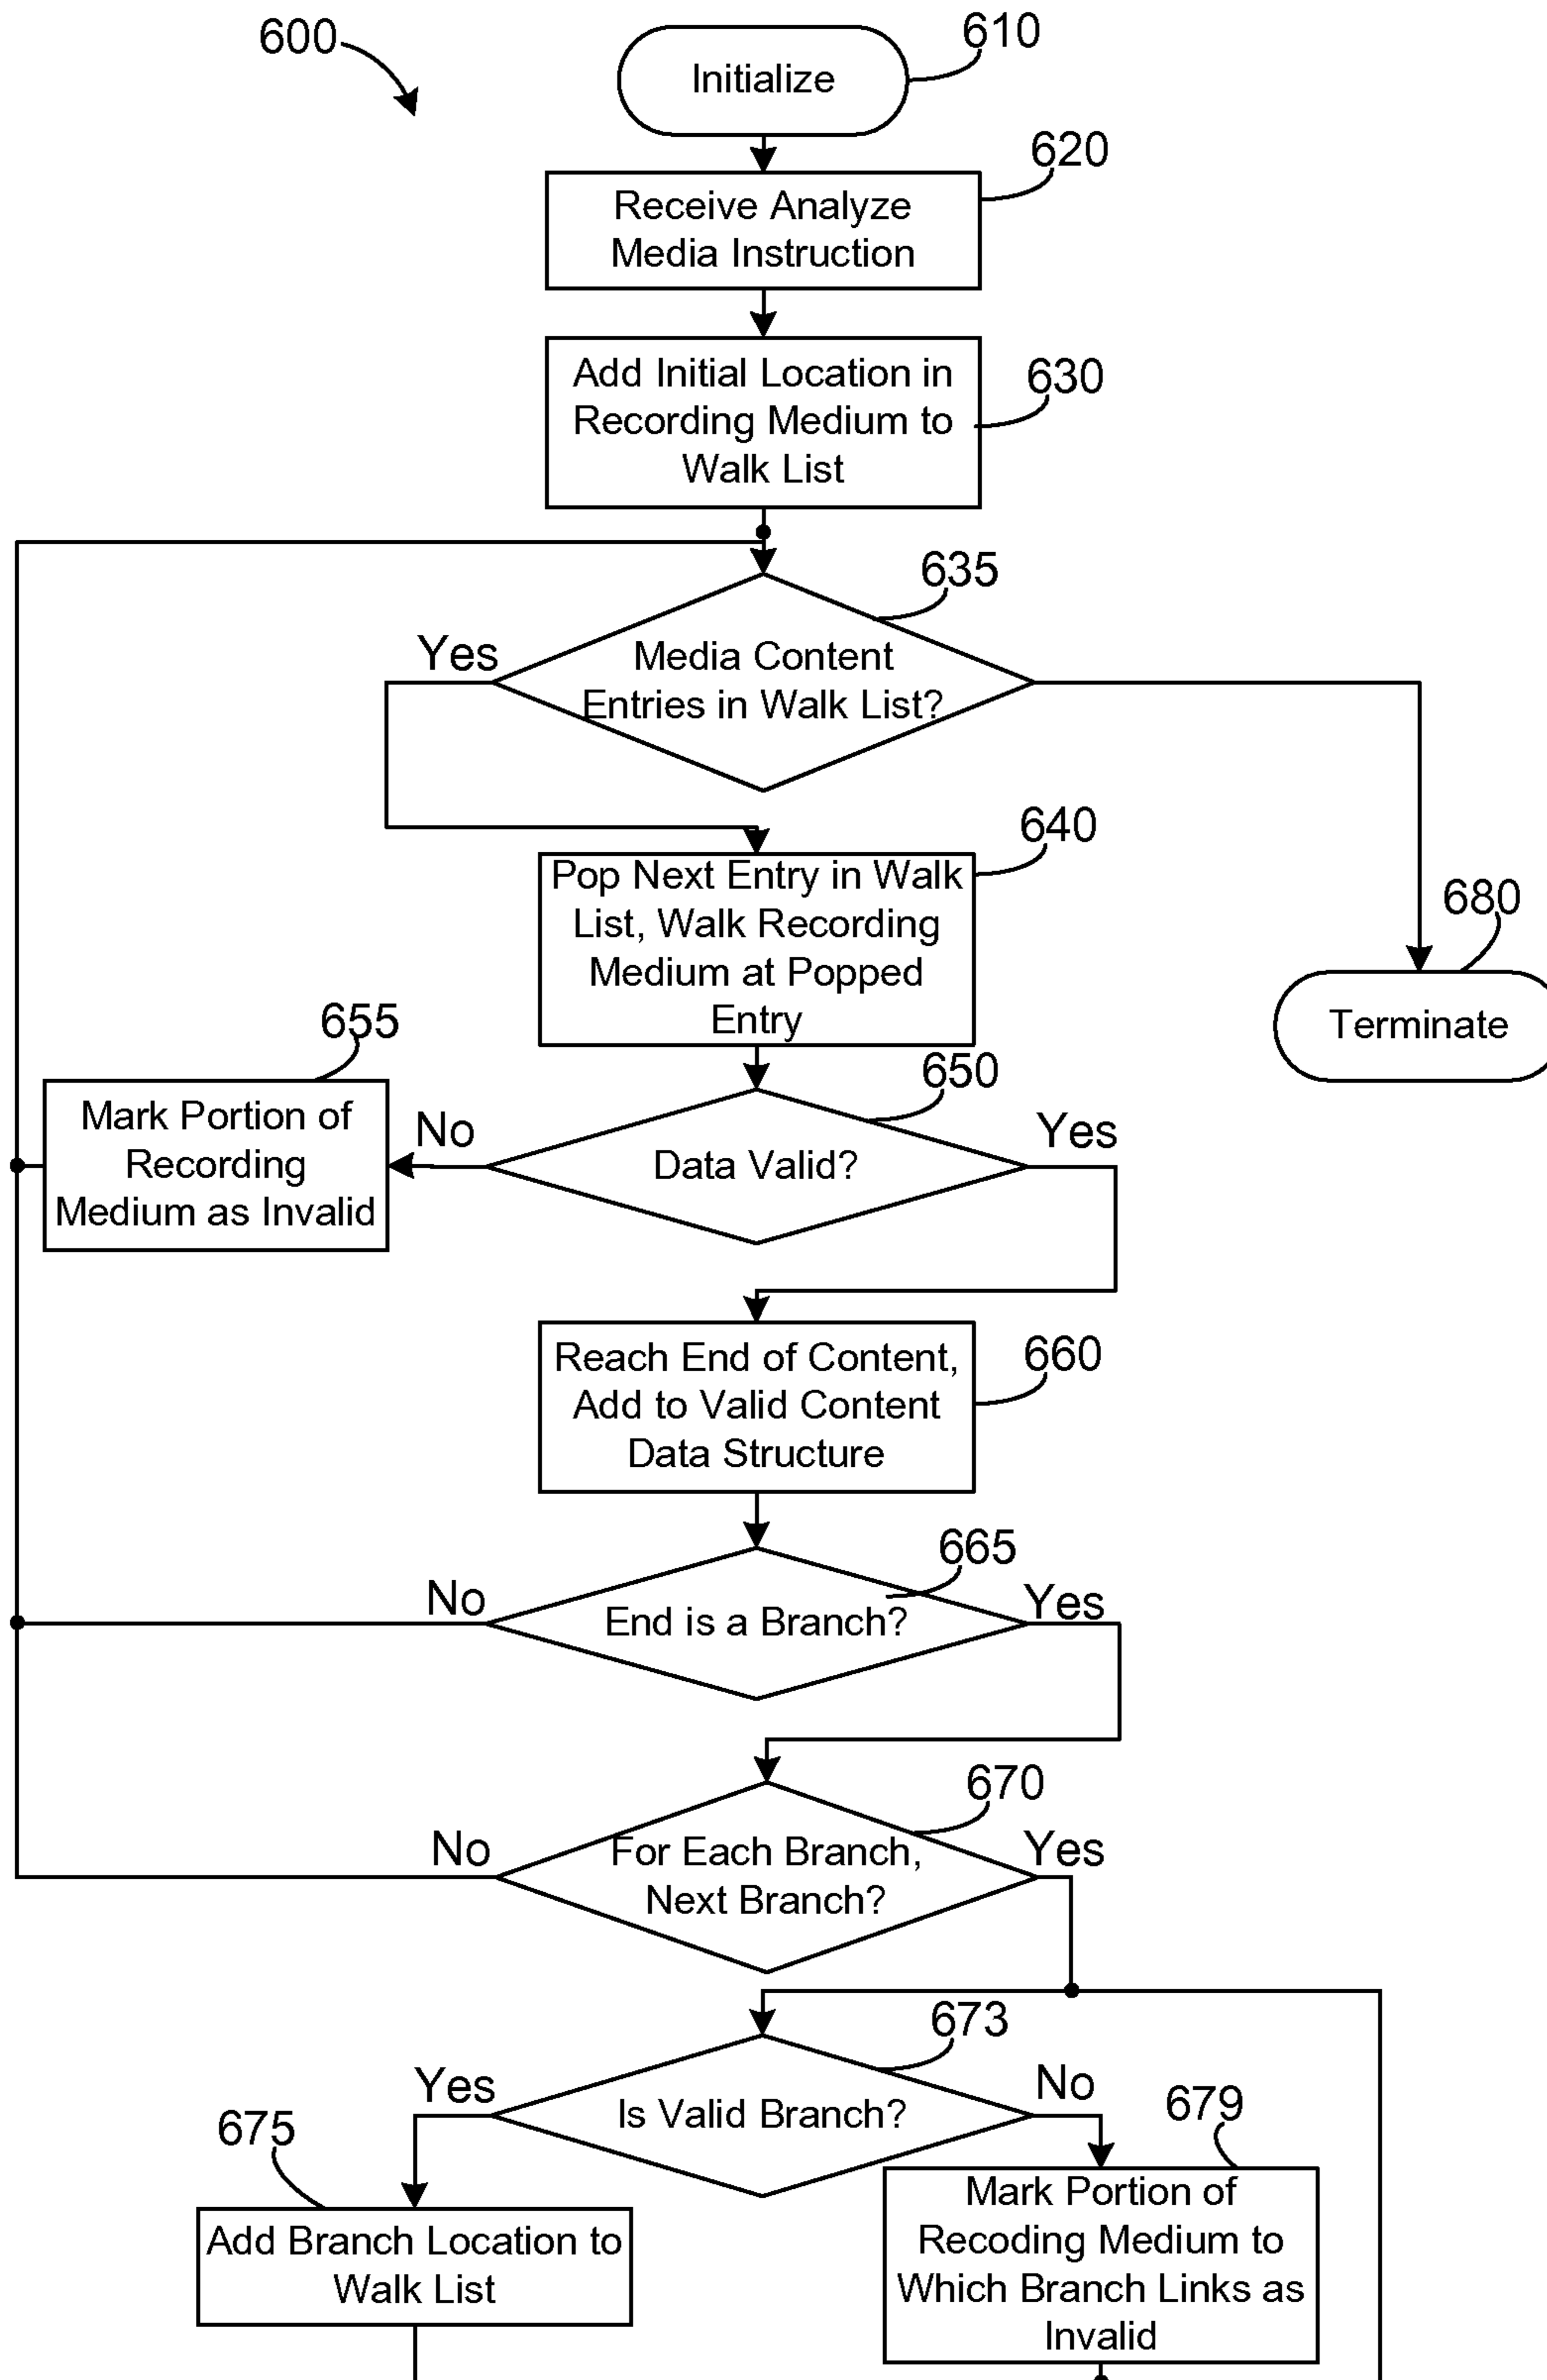 600
610
Initialize
620
Receive Analyze
Media Instruction
630
Add Initial Location in
Recording Medium to
Walk List
635
Yes
Media Content
Entries in Walk List?
640
Pop Next Entry in Walk
List, Walk Recording
Medium at Popped
Entry
680
Terminate
655
Mark Portion of
Recording
Medium as Invalid
650
No
Yes
Data Valid?
660
Reach End of Content,
Add to Valid Content
Data Structure
665
No
Yes
End is a Branch?
670
No
Yes
For Each Branch,
Next Branch?
673
Yes
No
Is Valid Branch?
675
Add Branch Location to
Walk List
679
Mark Portion of
Recoding Medium to
Which Branch Links as
Invalid